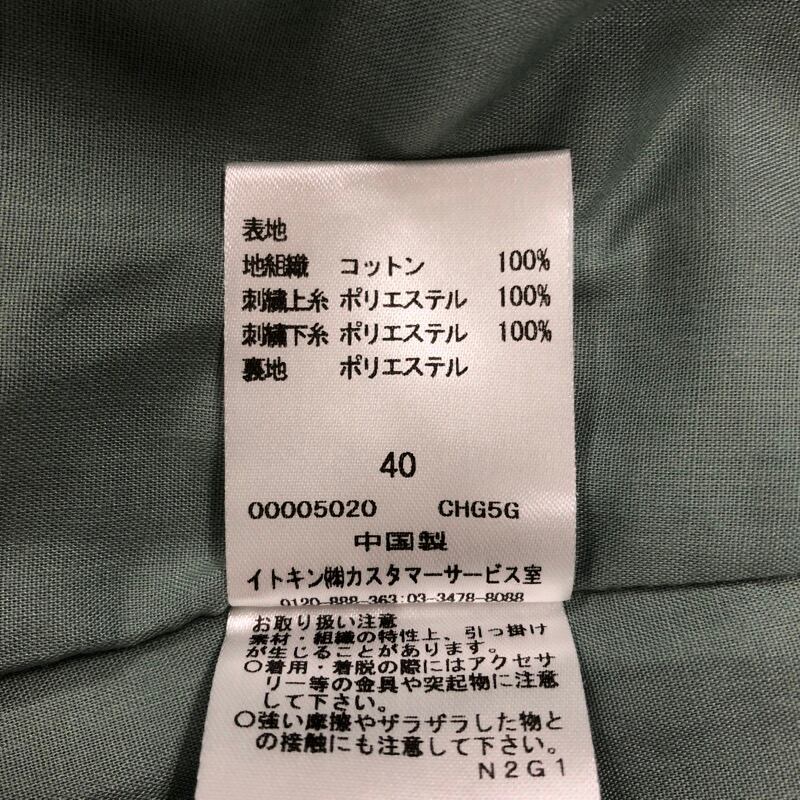 表地
地組織 コットン 100%
刺繍上糸 ポリエステル 100%
刺繍下糸 ポリエステル 100%
裏地 ポリエステル
40
00005020 CHG5G
中国製
イトキン㈱カスタマーサービス室
0120-888-363:03-3478-8088
お取り扱い注意
素材・組織の特性上、引っ掛け
が生じることがあります。
○着用・着脱の際にはアクセサ
リー等の金具や突起物に注意
して下さい。
○強い摩擦やザラザラした物と
の接触にも注意して下さい。
N2G1